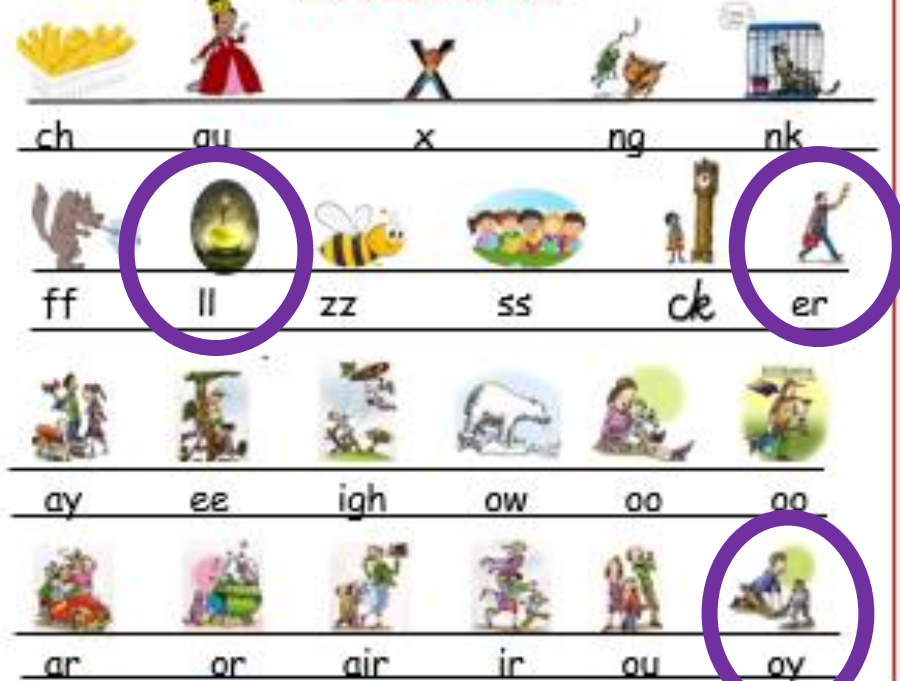 ch qu x ng nk
ff ll zz ss ck er
ay ee igh ow oo oo
ar or air ir ou oy